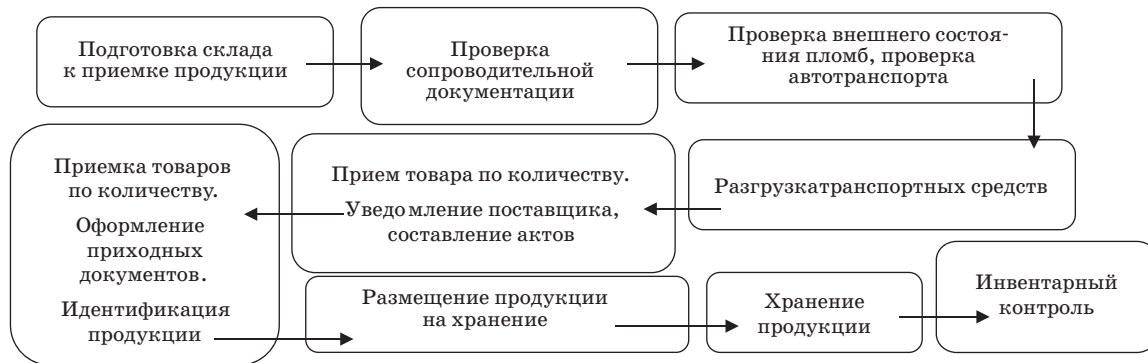 Подготовка склада
к приемке продукции
Проверка
сопроводительной
документации
Проверка внешнего состоя-
ния пломб, проверка
автотранспорта
Разгрузкатранспортных средств
Прием товара по количеству.
Уведомление поставщика,
составление актов
Приемка товаров
по количеству.
Оформление
приходных
документов.
Идентификация
продукции
Размещение продукции
на хранение
Хранение
продукции
Инвентарный
контроль